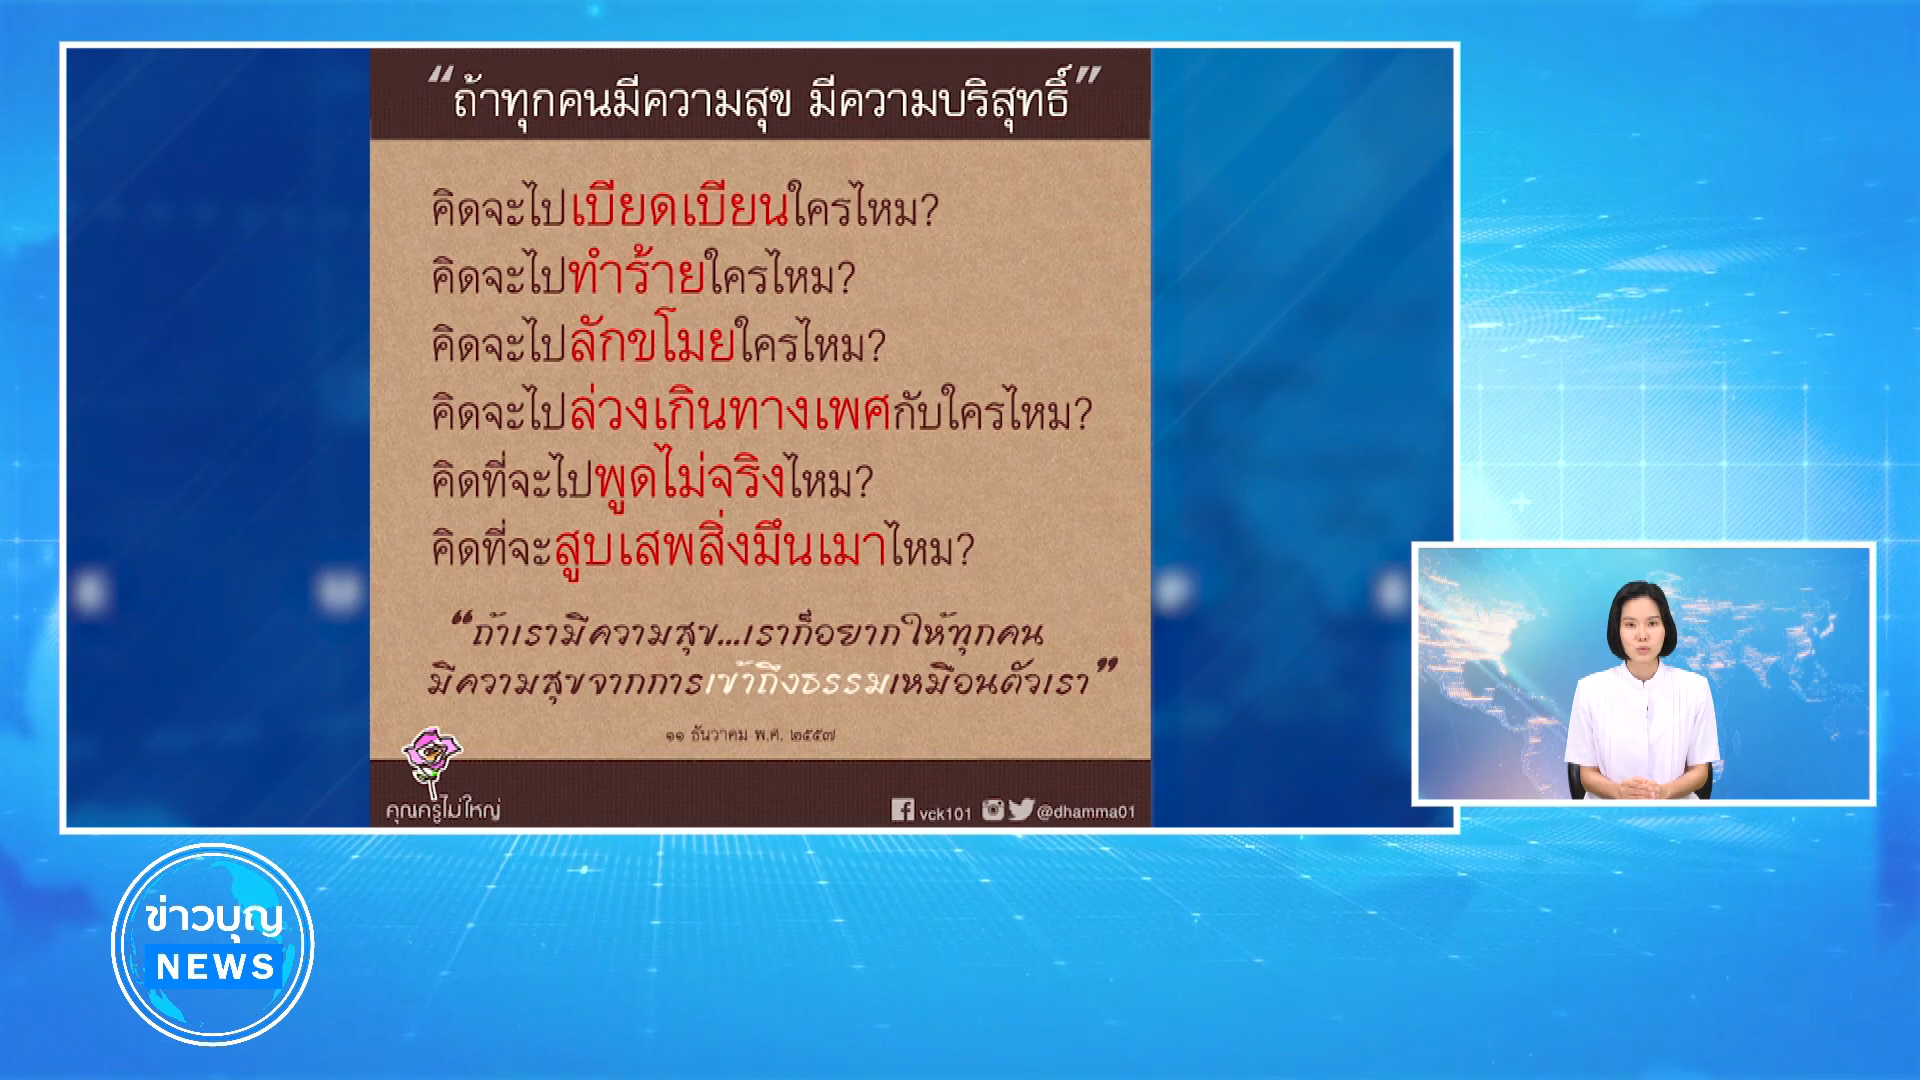 “ถ้าทุกคนมีความสุข มีความบริสุทธิ์”
คิดจะไปเบียดเบียนใครไหม?
คิดจะไปทำร้ายใครไหม?
คิดจะไปลักขโมยใครไหม?
คิดจะไปล่วงเกินทางเพศกับใครไหม?
คิดที่จะไปพูดไม่จริงไหม?
คิดที่จะสูบเสพสิ่งมึนเมาไหม?
“ถ้าเรามีความสุข...เราก็อยากให้ทุกคน
มีความสุขจากการเข้าถึงธรรมเหมือนตัวเรา”
๑๑ ธันวาคม พ.ศ. ๒๕๕๗
คุณครูไม่ใหญ่
vck101 @dhamma01
ข่าวบุญ
NEWS